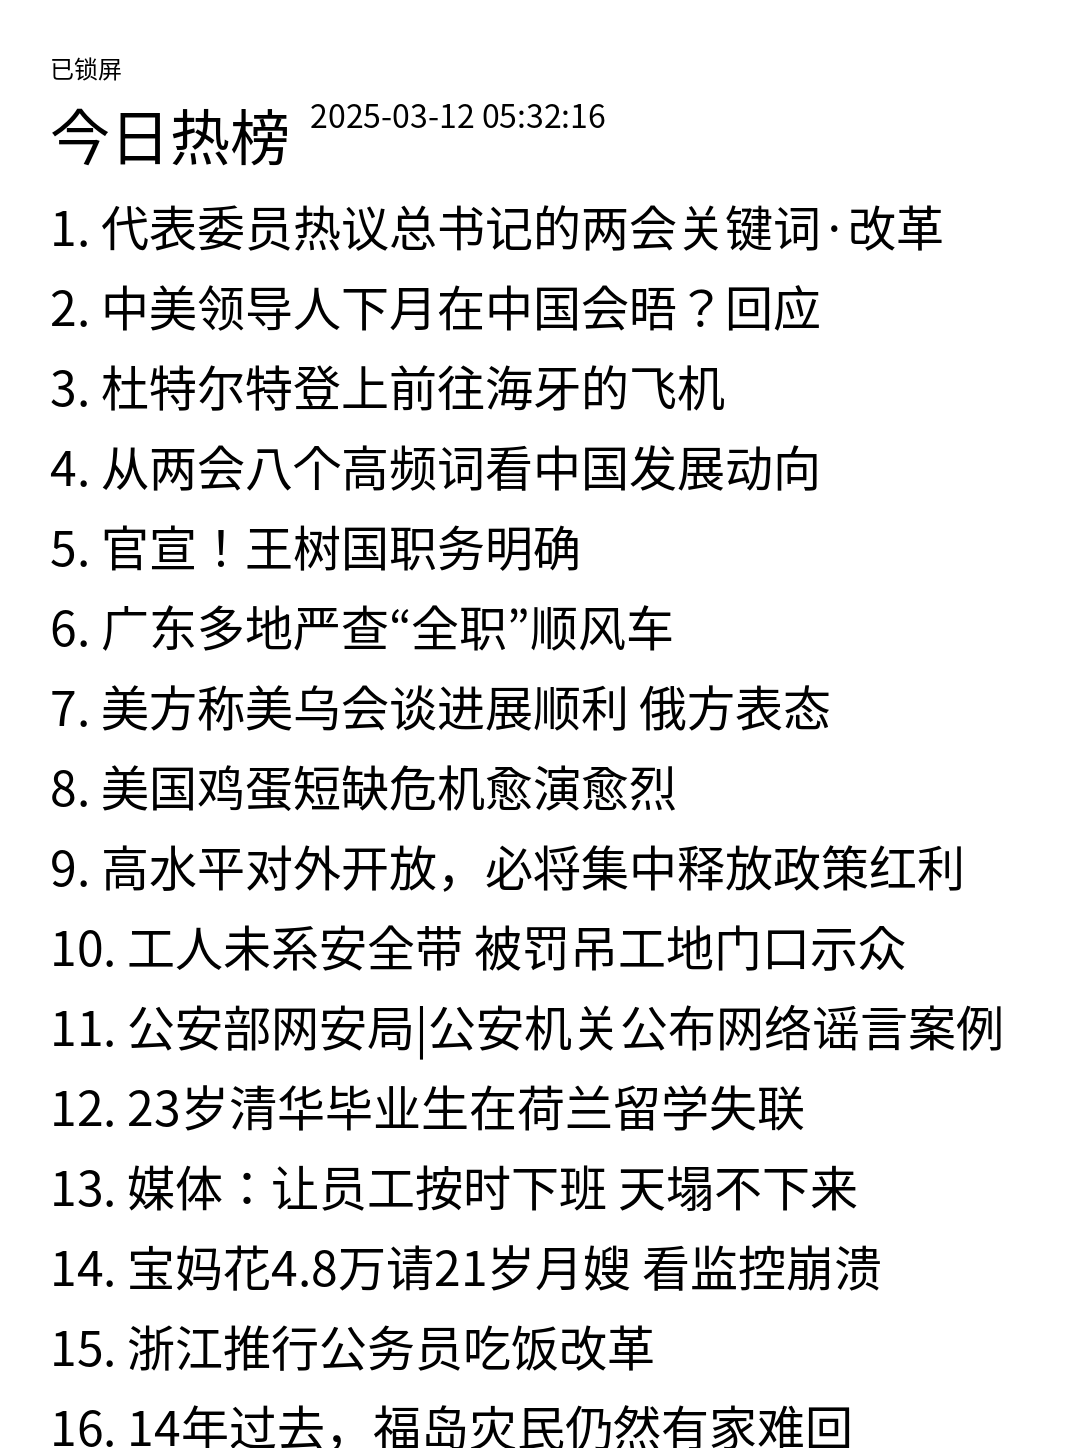 已锁屏
今日热榜 2025-03-12 05:32:16
1. 代表委员热议总书记的两会关键词·改革
2. 中美领导人下月在中国会晤？回应
3. 杜特尔特登上前往海牙的飞机
4. 从两会八个高频词看中国发展动向
5. 官宣！王树国职务明确
6. 广东多地严查“全职”顺风车
7. 美方称美乌会谈进展顺利 俄方表态
8. 美国鸡蛋短缺危机愈演愈烈
9. 高水平对外开放，必将集中释放政策红利
10. 工人未系安全带 被罚吊工地门口示众
11. 公安部网安局|公安机关公布网络谣言案例
12. 23岁清华毕业生在荷兰留学失联
13. 媒体：让员工按时下班 天塌不下来
14. 宝妈花4.8万请21岁月嫂 看监控崩溃
15. 浙江推行公务员吃饭改革
16. 14年过去，福岛灾民仍然有家难回